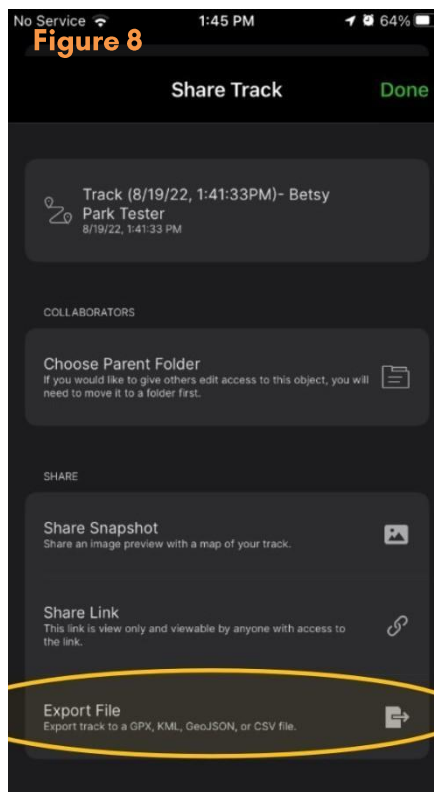 No Service 1:45 PM 64%
Figure 8
Share Track Done
Track (8/19/22, 1:41:33PM)- Betsy
Park Tester
8/19/22, 1:41:33 PM
COLLABORATORS
Choose Parent Folder
If you would like to give others edit access to this object, you will
need to move it to a folder first.
SHARE
Share Snapshot
Share an image preview with a map of your track.
Share Link
This link is view only and viewable by anyone with access to
the link.
Export File
Export track to a GPX, KML, GeoJSON, or CSV file.